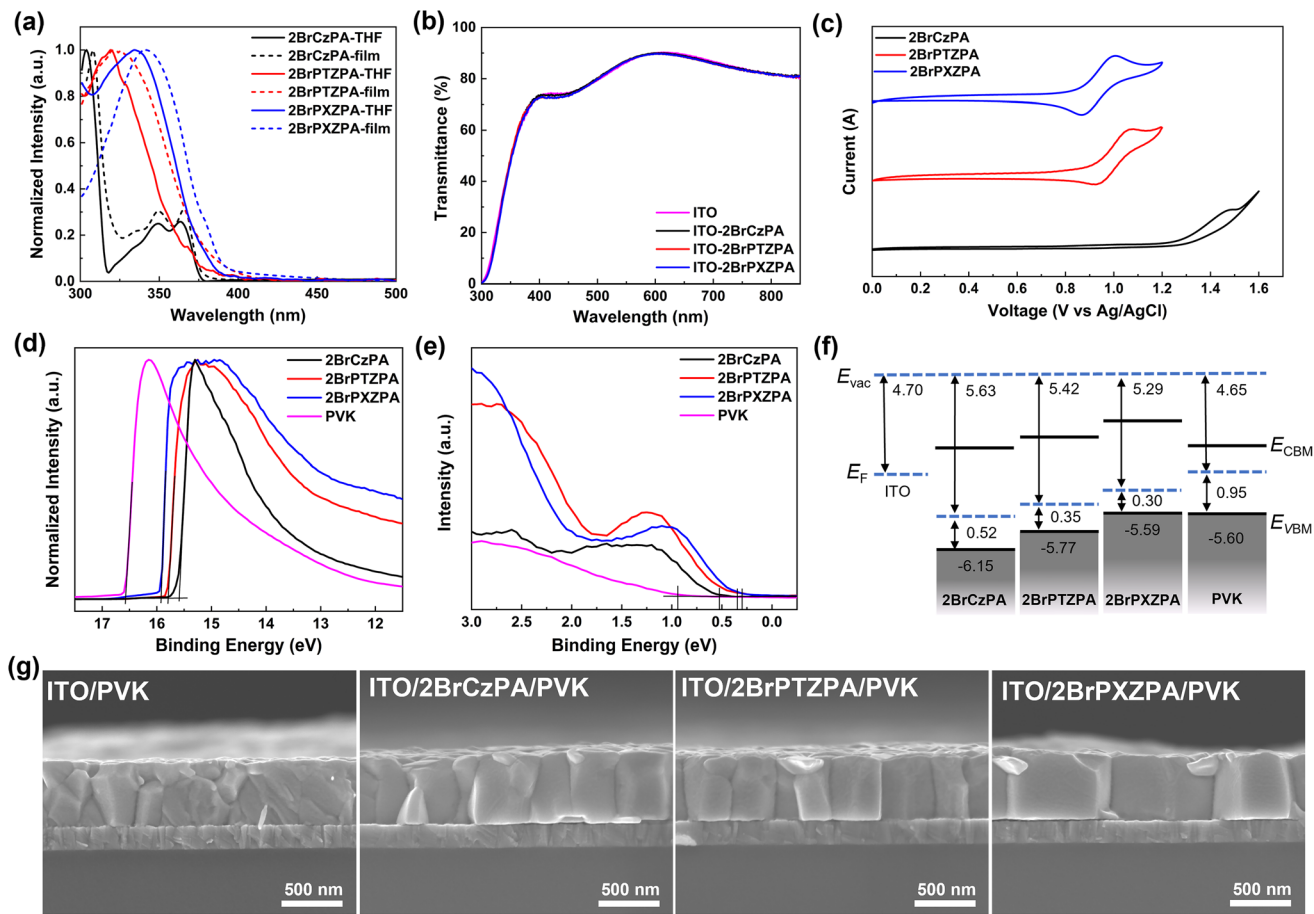 (a)
2BrCzPA-THF
2BrCzPA-film
2BrPTZPA-THF
2BrPTZPA-film
2BrPXZPA-THF
2BrPXZPA-film
Normalized Intensity (a.u.)
1.0
0.8
0.6
0.4
0.2
0.0
300 350 400 450 500
Wavelength (nm)
(b)
Transmittance (%)
100
80
60
40
20
0
ITO
ITO-2BrCzPA
ITO-2BrPTZPA
ITO-2BrPXZPA
300 400 500 600 700 800
Wavelength (nm)
(c)
2BrCzPA
2BrPTZPA
2BrPXZPA
Current (A)
0.0 0.2 0.4 0.6 0.8 1.0 1.2 1.4 1.6
Voltage (V vs Ag/AgCl)
(d)
2BrCzPA
2BrPTZPA
2BrPXZPA
PVK
Normalized Intensity (a.u.)
17 16 15 14 13 12
Binding Energy (eV)
(e)
2BrCzPA
2BrPTZPA
2BrPXZPA
PVK
Intensity (a.u.)
3.0 2.5 2.0 1.5 1.0 0.5 0.0
Binding Energy (eV)
(f)
Evac
4.70 5.63 5.42 5.29 4.65
ECBM
EF
ITO
0.52 0.35 0.30 0.95
EVBM
-6.15 -5.77 -5.59 -5.60
2BrCzPA 2BrPTZPA 2BrPXZPA PVK
(g)
ITO/PVK
500 nm
ITO/2BrCzPA/PVK
500 nm
ITO/2BrPTZPA/PVK
500 nm
ITO/2BrPXZPA/PVK
500 nm